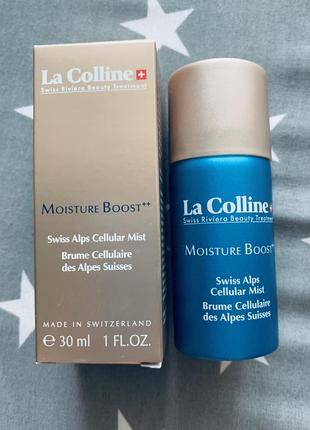 La Colline
Swiss Riviera Beauty Treatment
MOISTURE BOOST++
Swiss Alps Cellular Mist
Brume Cellulaire
des Alpes Suisses
MADE IN SWITZERLAND
e 30 ml 1 FL.OZ.
La Colline
Swiss Riviera Beauty Treatment
MOISTURE BOOST++
Swiss Alps
Cellular Mist
Brume Cellulaire
des Alpes Suisses